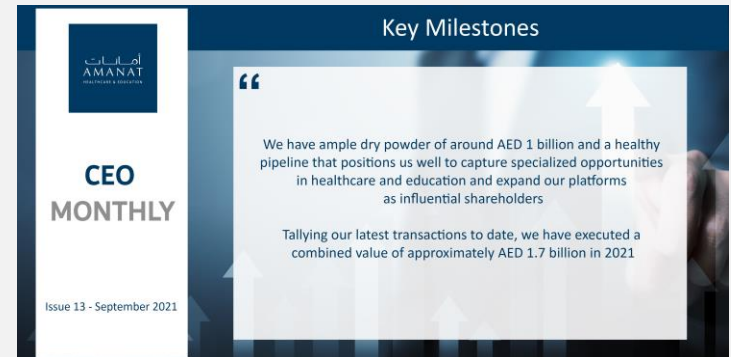 Key Milestones
أمانات
AMANAT
HEALTHCARE & EDUCATION
CEO
MONTHLY
Issue 13 - September 2021
“
We have ample dry powder of around AED 1 billion and a healthy
pipeline that positions us well to capture specialized opportunities
in healthcare and education and expand our platforms
as influential shareholders
Tallying our latest transactions to date, we have executed a
combined value of approximately AED 1.7 billion in 2021